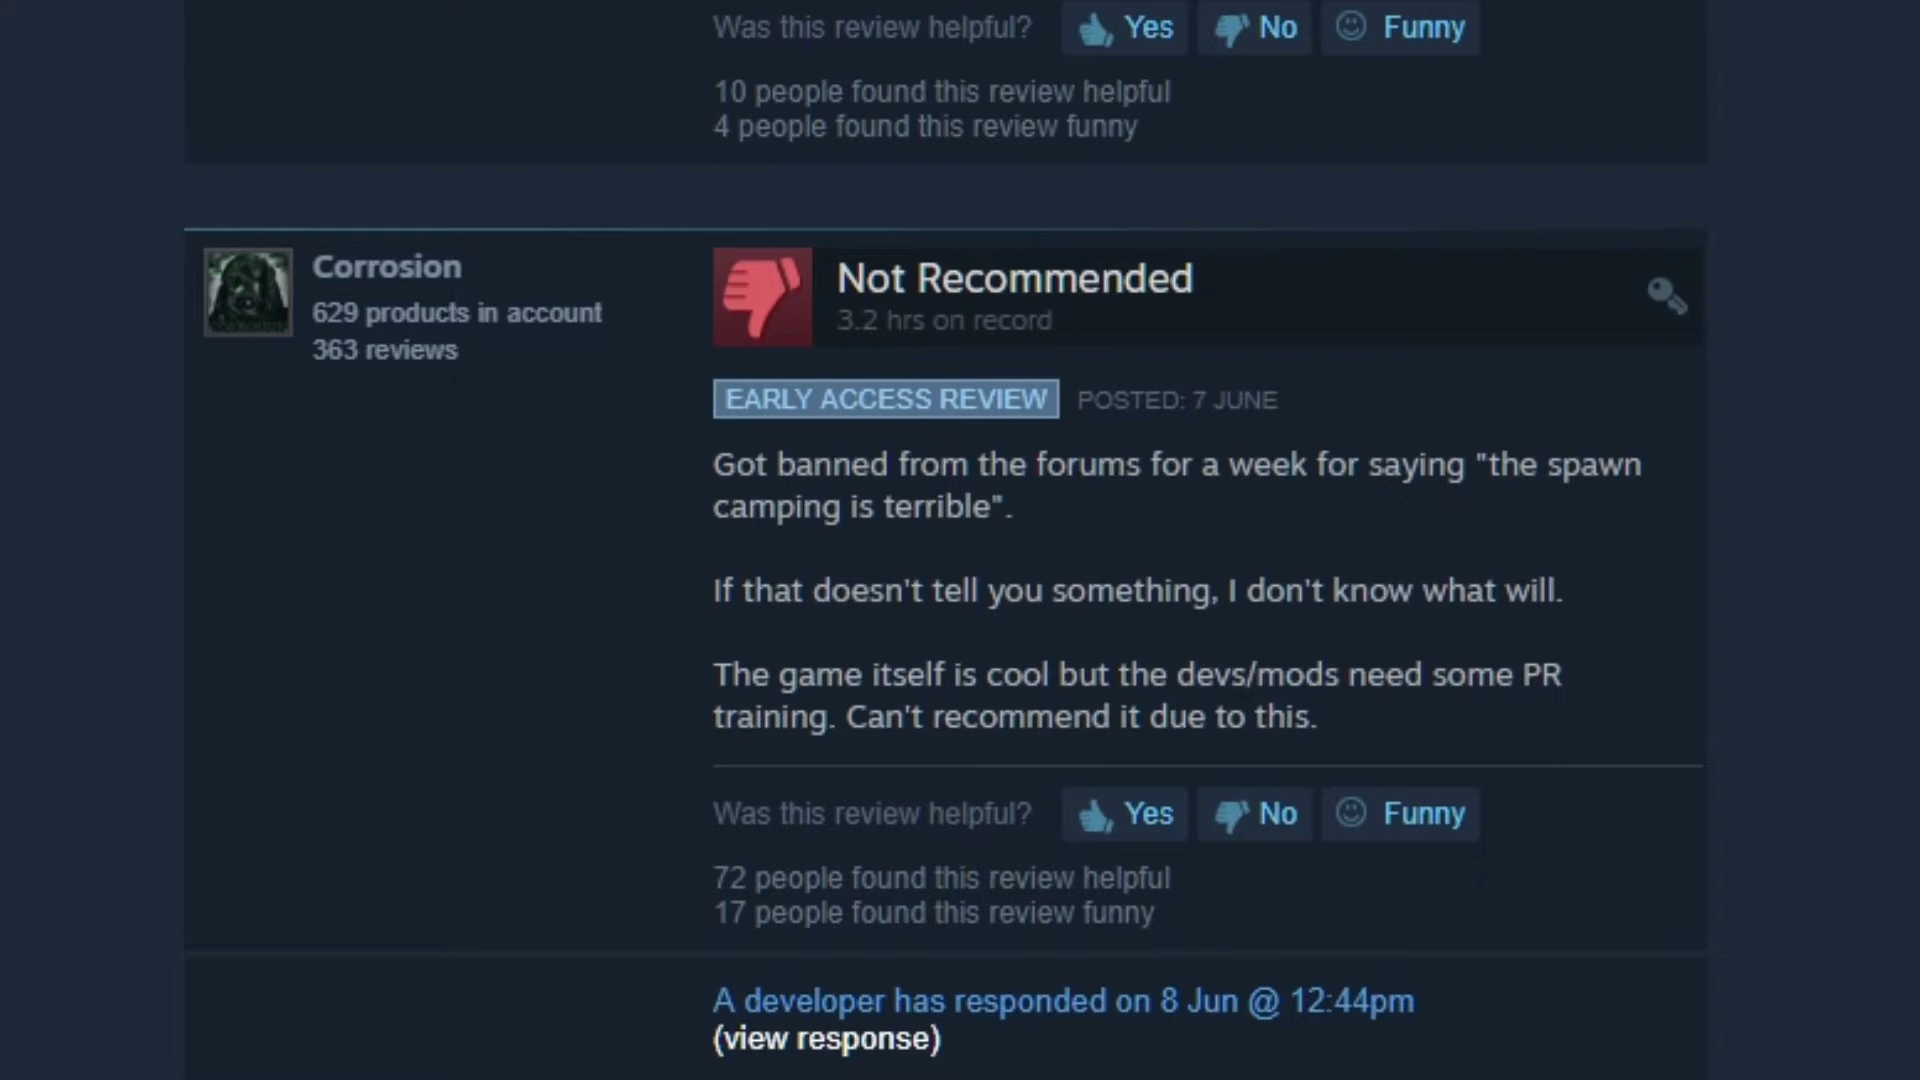 Was this review helpful? Yes No Funny
10 people found this review helpful
4 people found this review funny
Corrosion
629 products in account
363 reviews
Not Recommended
3.2 hrs on record
EARLY ACCESS REVIEW POSTED: 7 JUNE
Got banned from the forums for a week for saying "the spawn
camping is terrible".
If that doesn't tell you something, I don't know what will.
The game itself is cool but the devs/mods need some PR
training. Can't recommend it due to this.
Was this review helpful? Yes No Funny
72 people found this review helpful
17 people found this review funny
A developer has responded on 8 Jun @ 12:44pm
(view response)